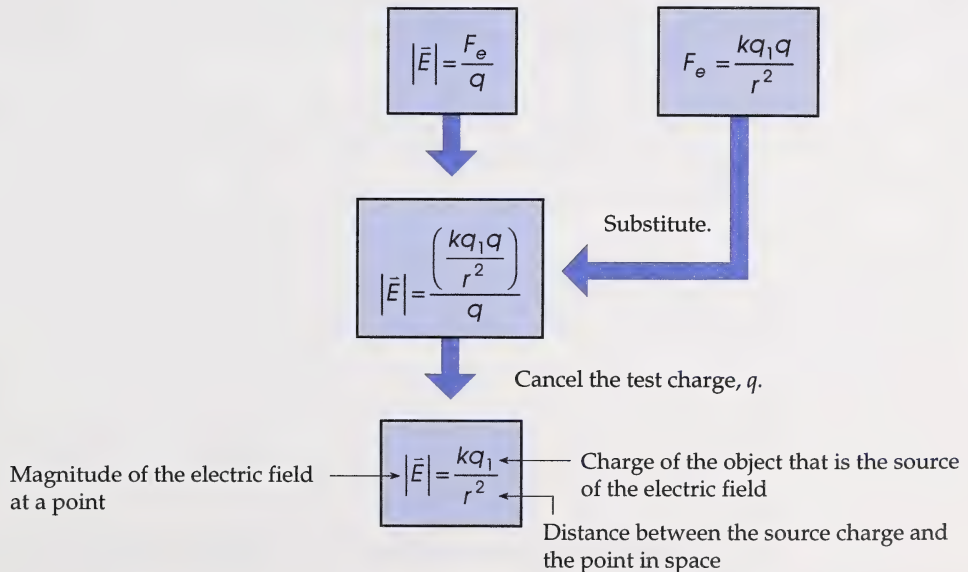 |E⃗| = F_e / q
F_e = kq₁q / r²
Substitute.
|E⃗| = (kq₁q / r²) / q
Cancel the test charge, q.
Magnitude of the electric field
at a point
|E⃗| = kq₁ / r²
Charge of the object that is the source
of the electric field
Distance between the source charge and
the point in space